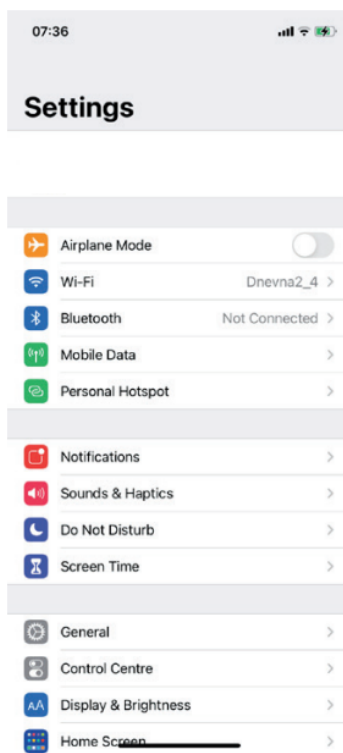 07:36
Settings
Airplane Mode
Wi-Fi Dnevna2_4
Bluetooth Not Connected
Mobile Data
Personal Hotspot
Notifications
Sounds & Haptics
Do Not Disturb
Screen Time
General
Control Centre
AA Display & Brightness
Home Screen